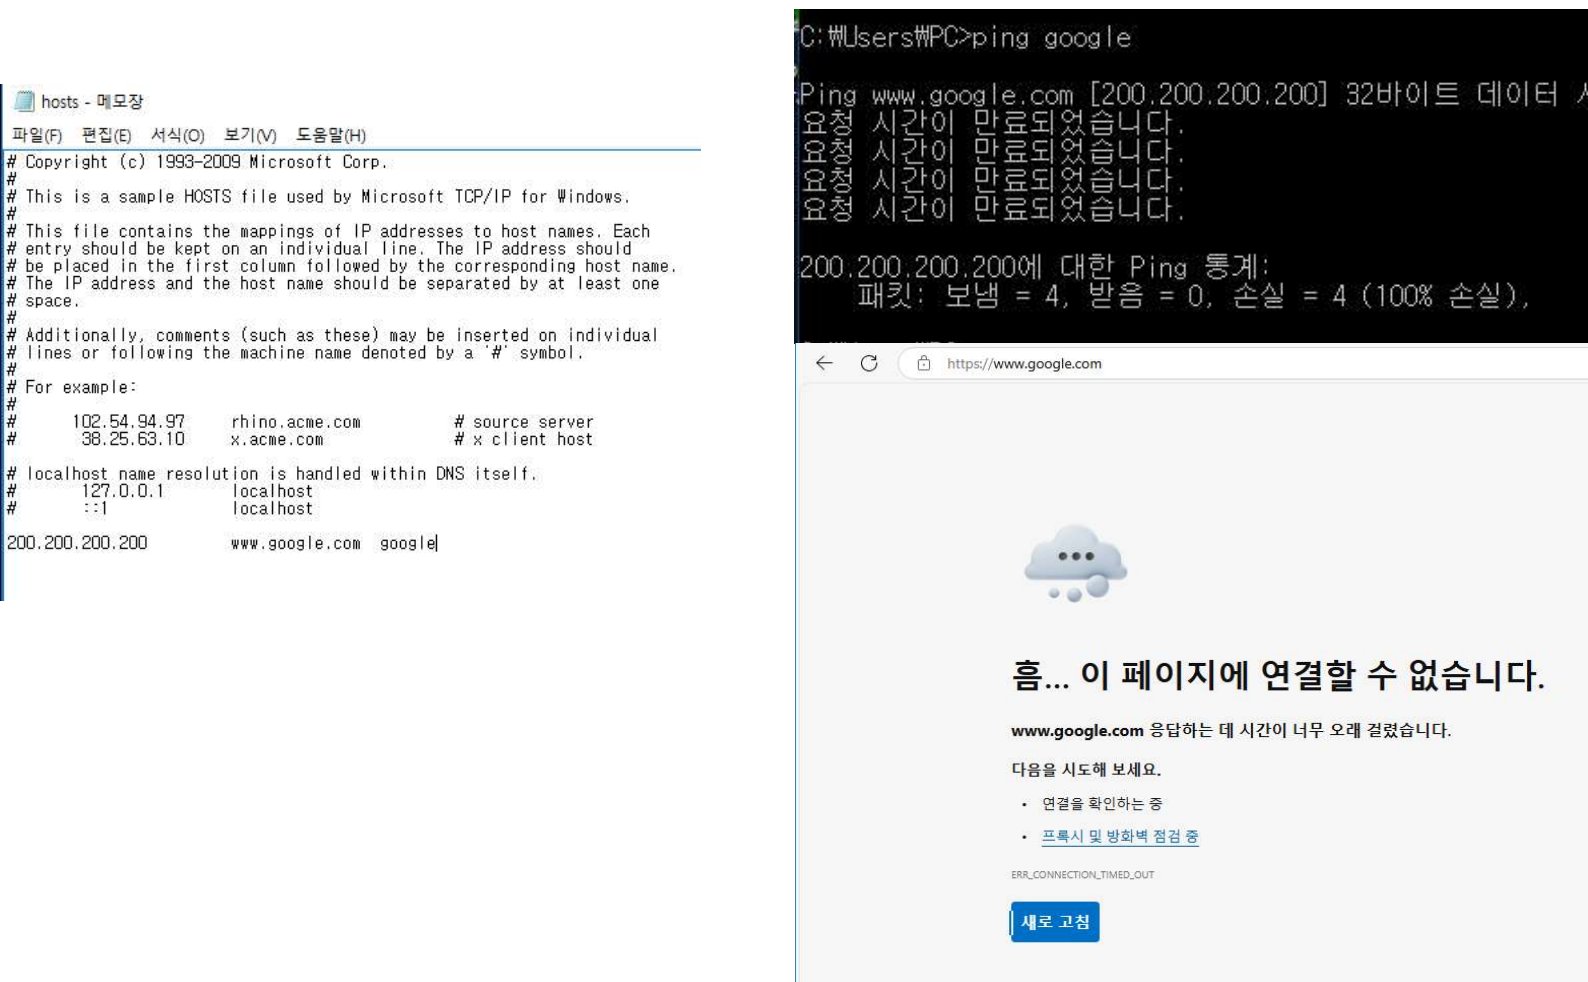 hosts - 메모장
파일(F) 편집(E) 서식(O) 보기(V) 도움말(H)
# Copyright (c) 1993-2009 Microsoft Corp.
#
# This is a sample HOSTS file used by Microsoft TCP/IP for Windows.
#
# This file contains the mappings of IP addresses to host names. Each
# entry should be kept on an individual line. The IP address should
# be placed in the first column followed by the corresponding host name.
# The IP address and the host name should be separated by at least one
# space.
#
# Additionally, comments (such as these) may be inserted on individual
# lines or following the machine name denoted by a '#' symbol.
#
# For example:
#
# 102.54.94.97 rhino.acme.com # source server
# 38.25.63.10 x.acme.com # x client host
# localhost name resolution is handled within DNS itself.
# 127.0.0.1 localhost
# ::1 localhost
200.200.200.200 www.google.com google
C:₩Users₩PC>ping google
Ping www.google.com [200.200.200.200] 32바이트 데이터
요청 시간이 만료되었습니다.
요청 시간이 만료되었습니다.
요청 시간이 만료되었습니다.
요청 시간이 만료되었습니다.
200.200.200.200에 대한 Ping 통계:
패킷: 보냄 = 4, 받음 = 0, 손실 = 4 (100% 손실),
https://www.google.com
흠... 이 페이지에 연결할 수 없습니다.
www.google.com 응답하는 데 시간이 너무 오래 걸렸습니다.
다음을 시도해 보세요.
• 연결을 확인하는 중
• 프록시 및 방화벽 점검 중
ERR_CONNECTION_TIMED_OUT
새로 고침